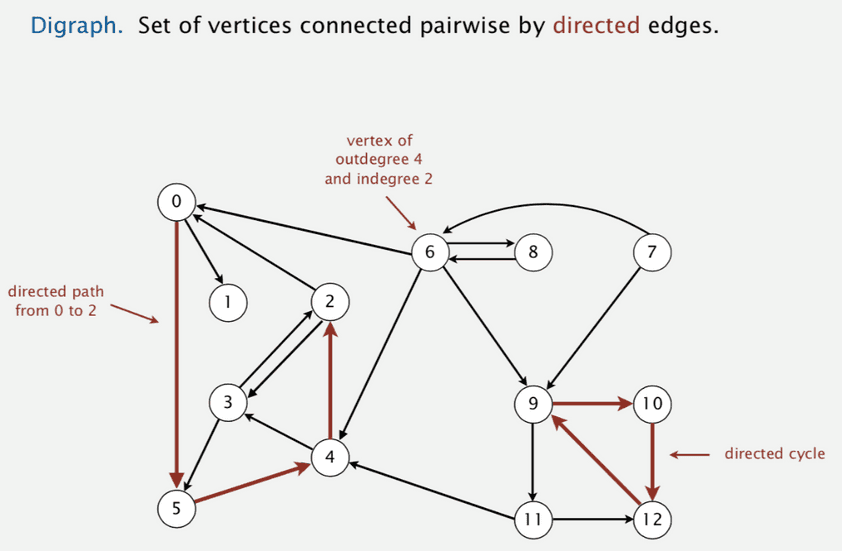 Digraph. Set of vertices connected pairwise by directed edges.
vertex of
outdegree 4
and indegree 2
0
6
8
7
directed path
from 0 to 2
1
2
3
9
10
4
directed cycle
5
11
12